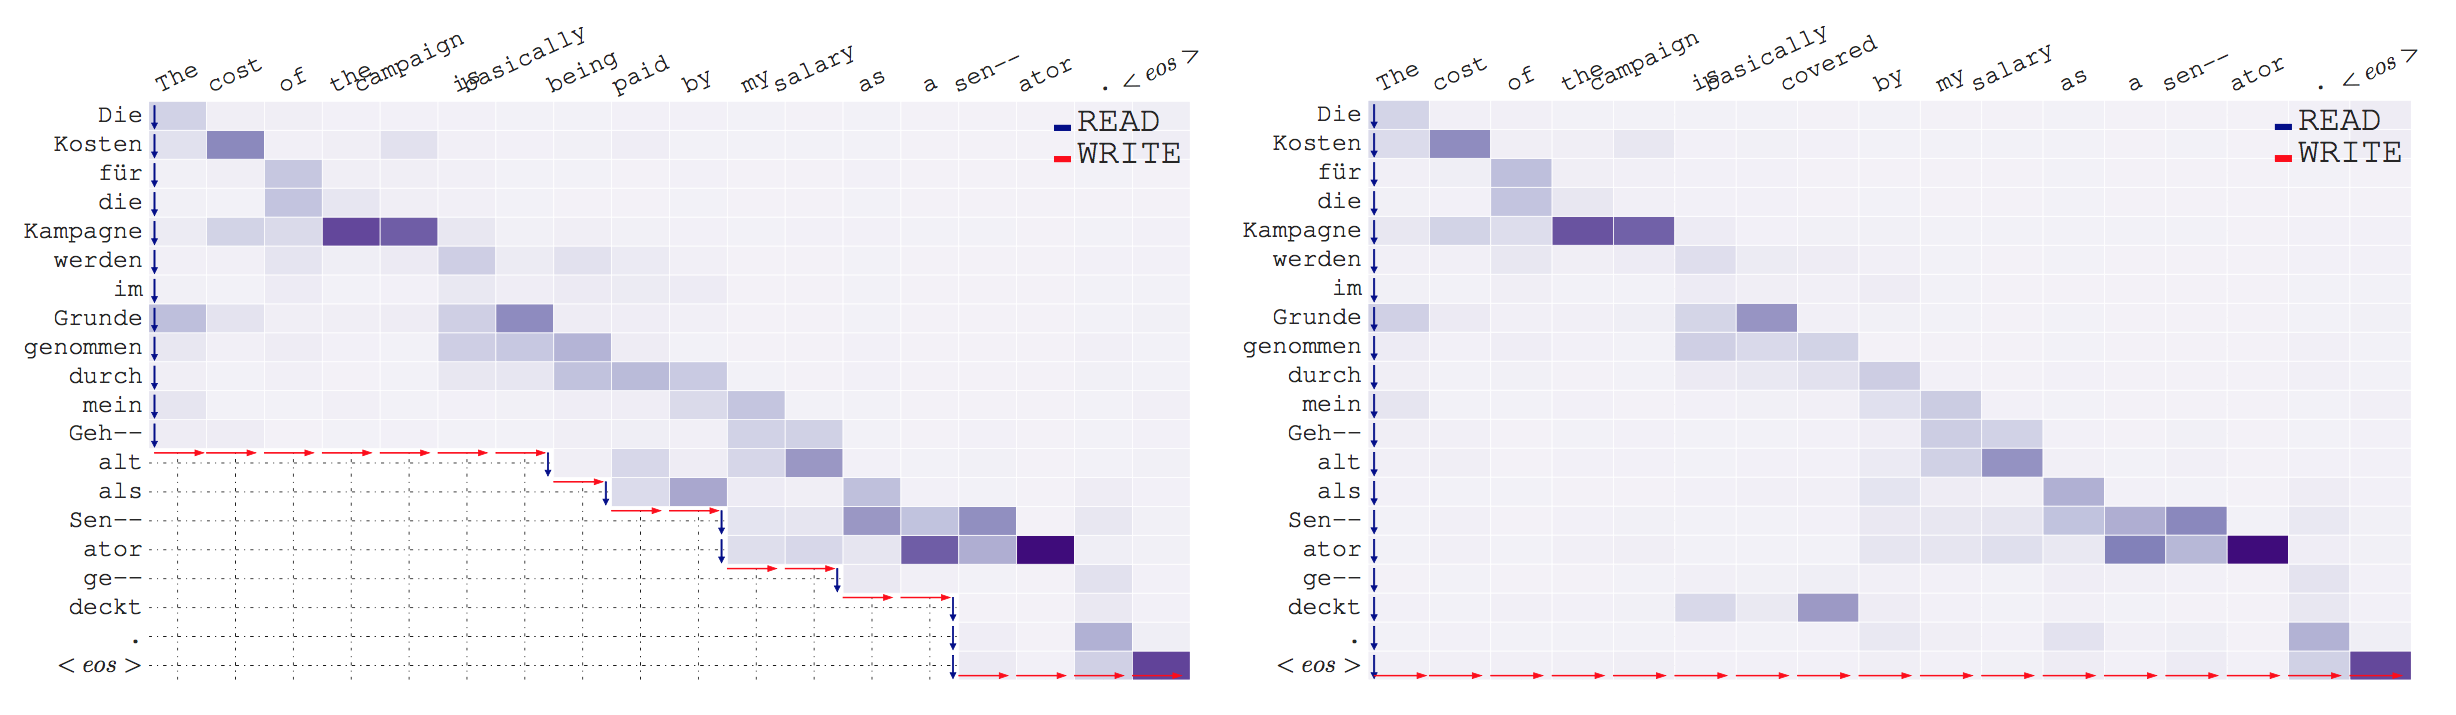 The cost of the campaign is basically being paid by my salary as a sen-- ator . < eos >
READ
WRITE
Die
Kosten
für
die
Kampagne
werden
im
Grunde
genommen
durch
mein
Geh--
alt
als
Sen--
ator
ge--
deckt
.
< eos >
The cost of the campaign is basically covered by my salary as a sen-- ator . < eos >
READ
WRITE
Die
Kosten
für
die
Kampagne
werden
im
Grunde
genommen
durch
mein
Geh--
alt
als
Sen--
ator
ge--
deckt
.
< eos >